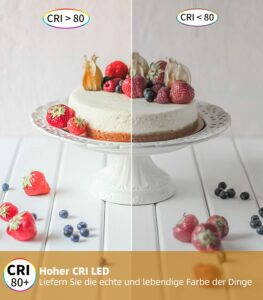 CRI > 80
CRI < 80
CRI
80+
Hoher CRI LED
Liefern Sie die echte und lebendige Farbe der Dinge